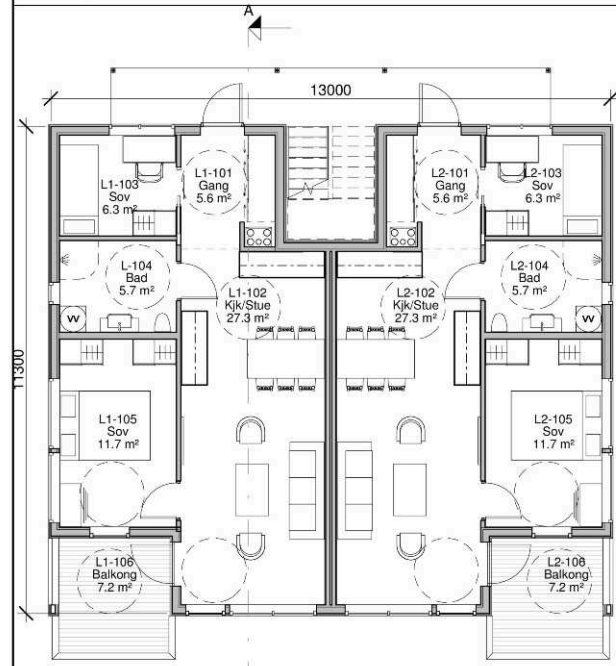 A
13000
11300
L1-103
Sov
6.3 m²
L1-101
Gang
5.6 m²
L2-101
Gang
5.6 m²
L2-103
Sov
6.3 m²
L-104
Bad
5.7 m²
L1-102
Kjk/Stue
27.3 m²
L2-102
Kjk/Stue
27.3 m²
L2-104
Bad
5.7 m²
VV
VV
L1-105
Sov
11.7 m²
L2-105
Sov
11.7 m²
L1-106
Balkong
7.2 m²
L2-106
Balkong
7.2 m²